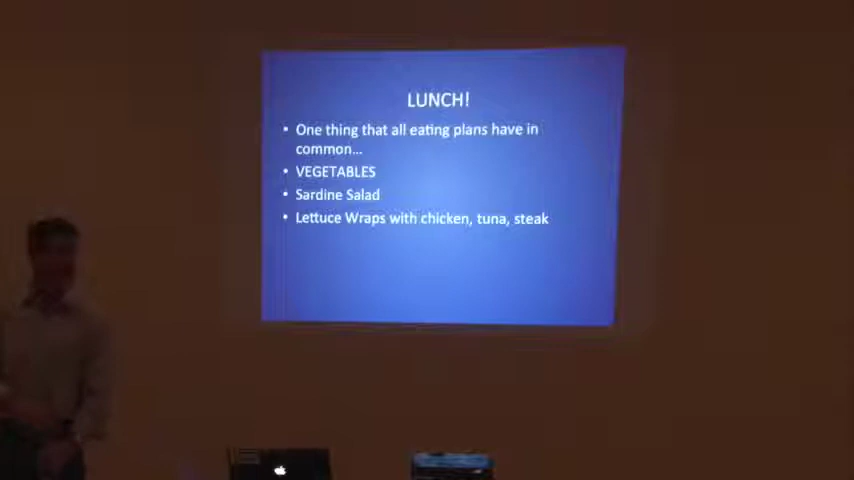 LUNCH!
• One thing that all eating plans have in
common…
• VEGETABLES
• Sardine Salad
• Lettuce Wraps with chicken, tuna, steak